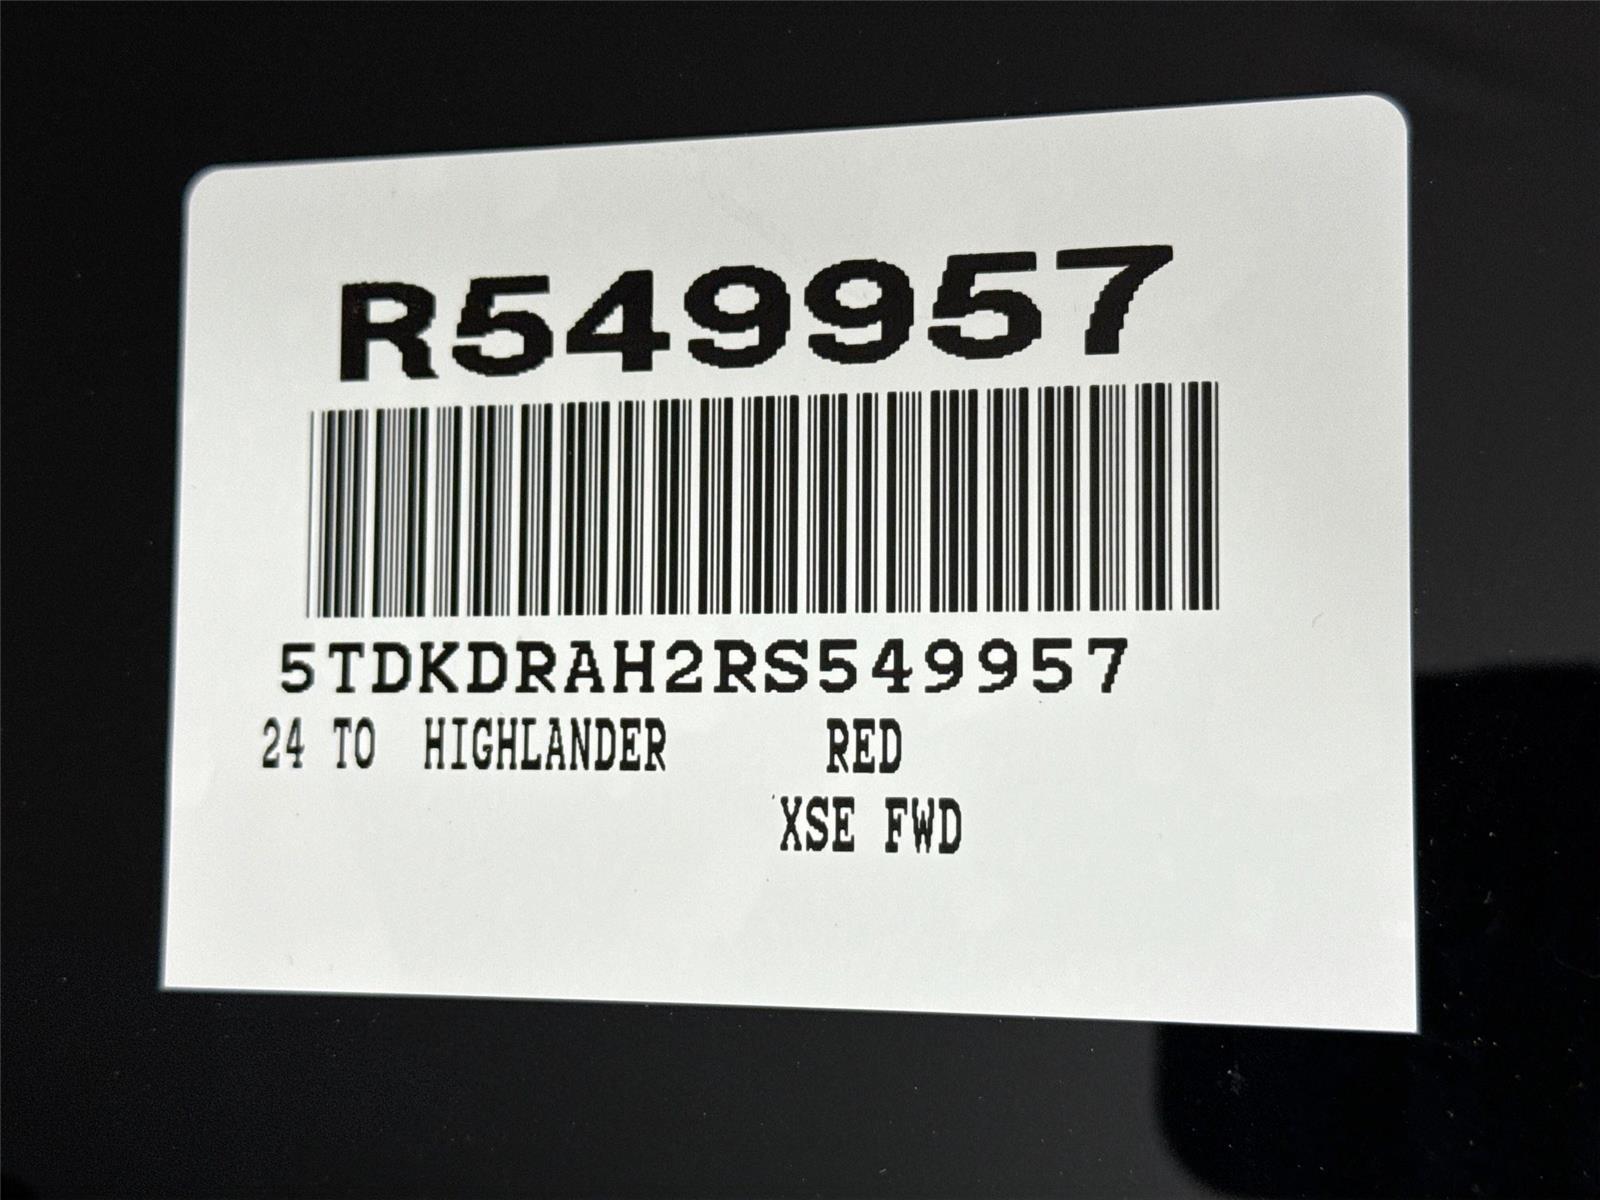 R549957
5TDKDRAH2RS549957
24 TO HIGHLANDER RED
XSE FWD